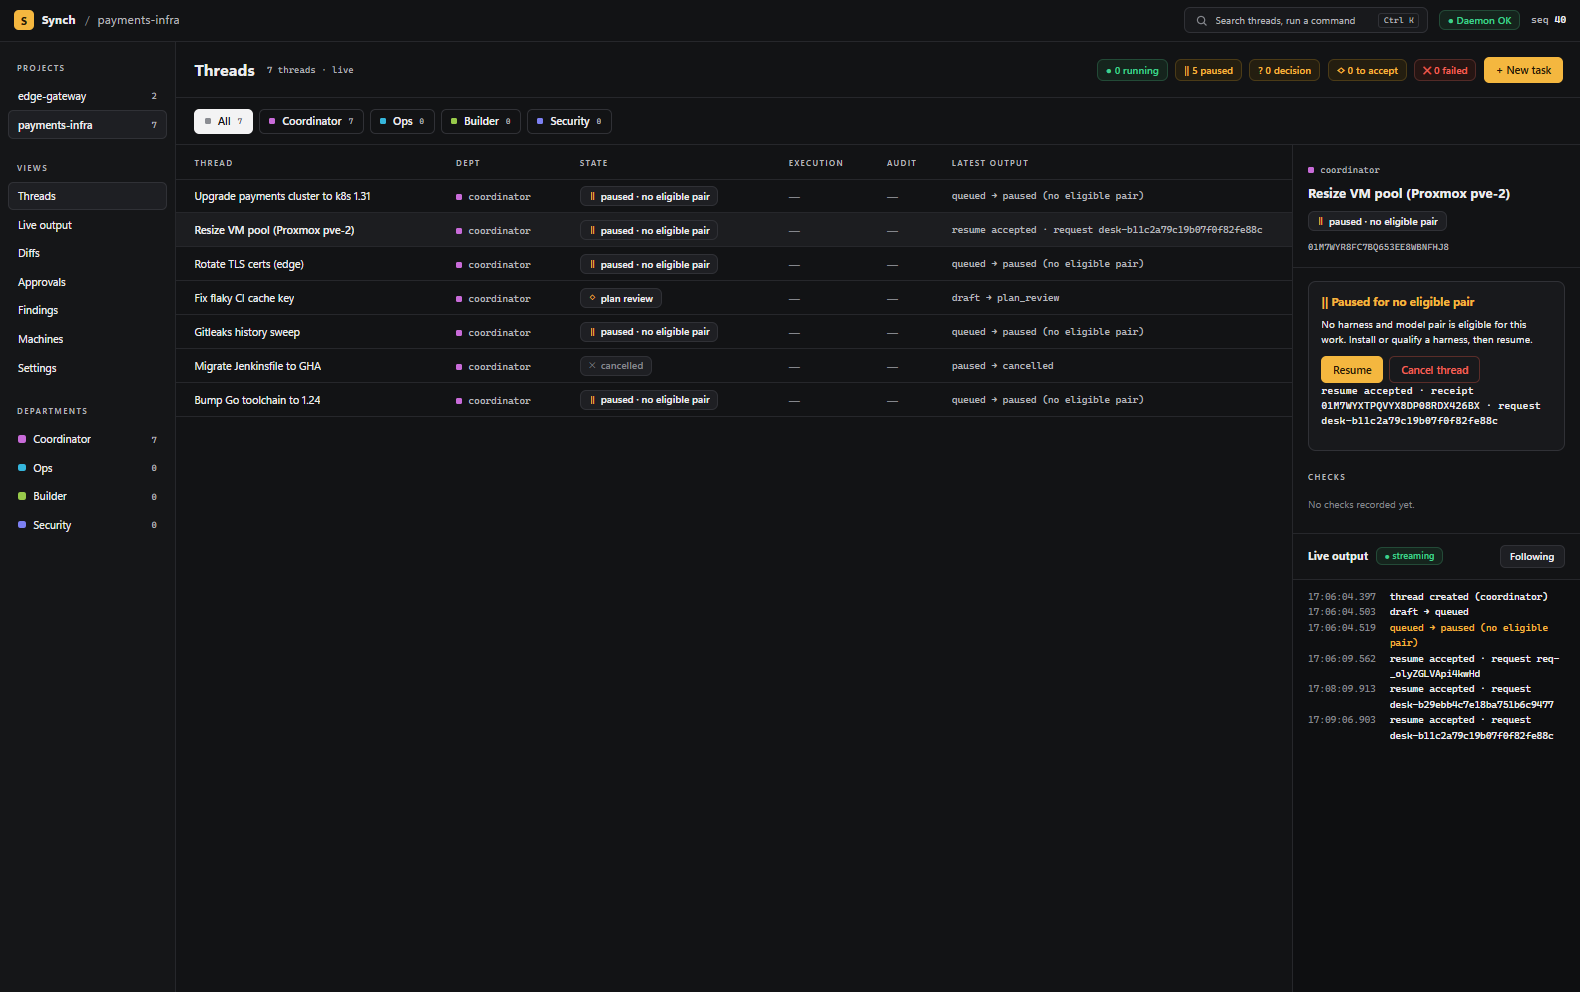 S Synch / payments-infra
Search threads, run a command Ctrl K
● Daemon OK
seq 40
PROJECTS
edge-gateway 2
payments-infra 7
VIEWS
Threads
Live output
Diffs
Approvals
Findings
Machines
Settings
DEPARTMENTS
Coordinator 7
Ops 0
Builder 0
Security 0
Threads 7 threads · live
● 0 running
|| 5 paused
? 0 decision
◇ 0 to accept
✕ 0 failed
+ New task
All 7
Coordinator 7
Ops 0
Builder 0
Security 0
THREAD DEPT STATE EXECUTION AUDIT LATEST OUTPUT
Upgrade payments cluster to k8s 1.31 coordinator || paused · no eligible pair — — queued → paused (no eligible pair)
Resize VM pool (Proxmox pve-2) coordinator || paused · no eligible pair — — resume accepted · request desk-b11c2a79c19b07f0f82fe88c
Rotate TLS certs (edge) coordinator || paused · no eligible pair — — queued → paused (no eligible pair)
Fix flaky CI cache key coordinator ◇ plan review — — draft → plan_review
Gitleaks history sweep coordinator || paused · no eligible pair — — queued → paused (no eligible pair)
Migrate Jenkinsfile to GHA coordinator ✕ cancelled — — paused → cancelled
Bump Go toolchain to 1.24 coordinator || paused · no eligible pair — — queued → paused (no eligible pair)
coordinator
Resize VM pool (Proxmox pve-2)
|| paused · no eligible pair
01M7WYR8FC7BQ653EE8WBNFHJ8
|| Paused for no eligible pair
No harness and model pair is eligible for this
work. Install or qualify a harness, then resume.
Resume
Cancel thread
resume accepted · receipt
01M7WYXTPQVYX8DP08RDX426BX · request
desk-b11c2a79c19b07f0f82fe88c
CHECKS
No checks recorded yet.
Live output ● streaming Following
17:06:04.397 thread created (coordinator)
17:06:04.503 draft → queued
17:06:04.519 queued → paused (no eligible
pair)
17:06:09.562 resume accepted · request req-
_olyZGLVApi4kwHd
17:08:09.913 resume accepted · request
desk-b29ebb4c7e18ba751b6c9477
17:09:06.903 resume accepted · request
desk-b11c2a79c19b07f0f82fe88c